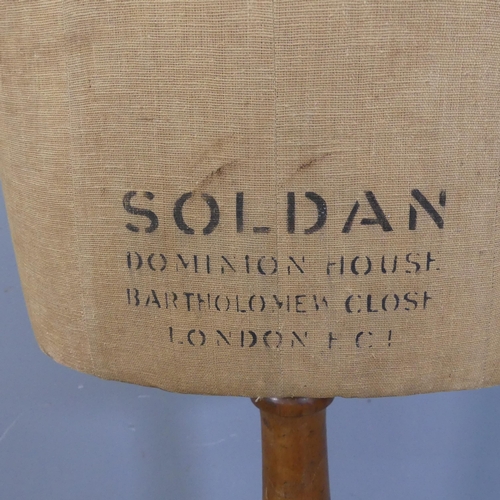 SOLDAN
DOMINION HOUSE
BARTHOLOMEW CLOSE
LONDON E C 1